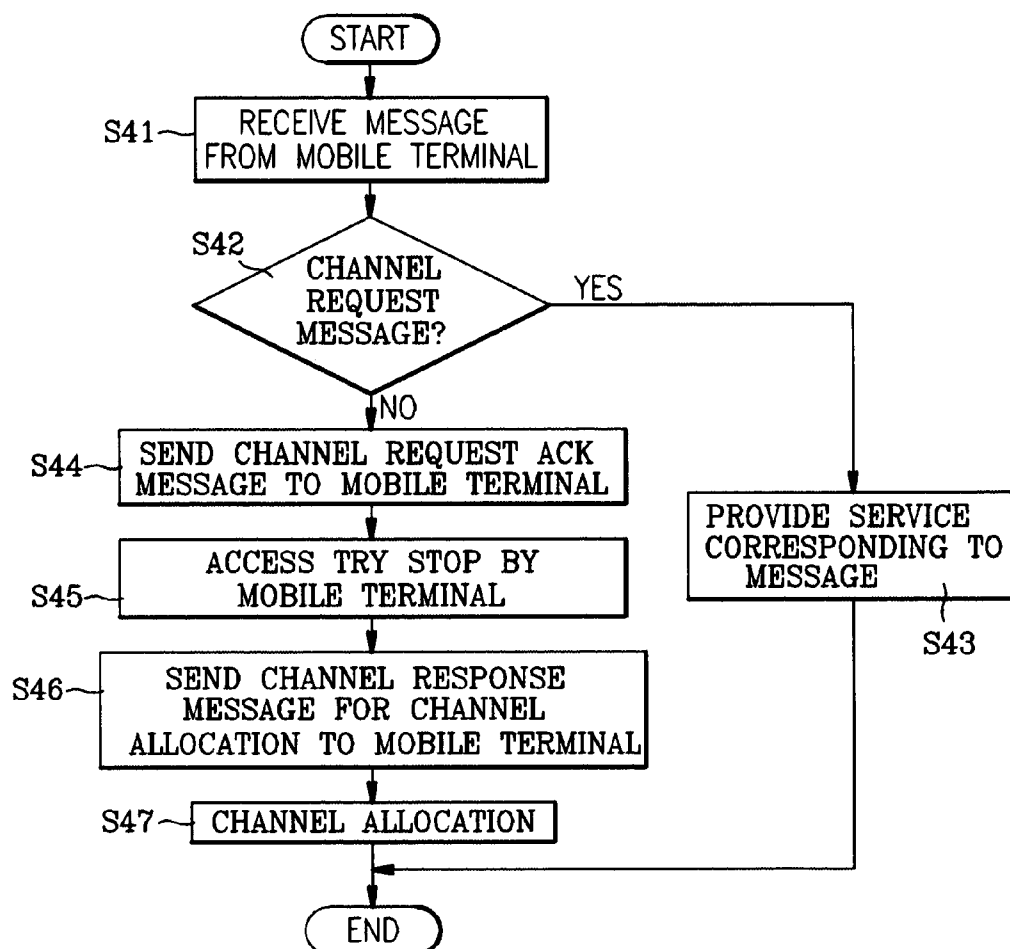 START
S41
RECEIVE MESSAGE
FROM MOBILE TERMINAL
S42
CHANNEL
REQUEST
MESSAGE?
YES
NO
S44
SEND CHANNEL REQUEST ACK
MESSAGE TO MOBILE TERMINAL
PROVIDE SERVICE
CORRESPONDING TO
MESSAGE
S43
S45
ACCESS TRY STOP BY
MOBILE TERMINAL
S46
SEND CHANNEL RESPONSE
MESSAGE FOR CHANNEL
ALLOCATION TO MOBILE TERMINAL
S47
CHANNEL ALLOCATION
END